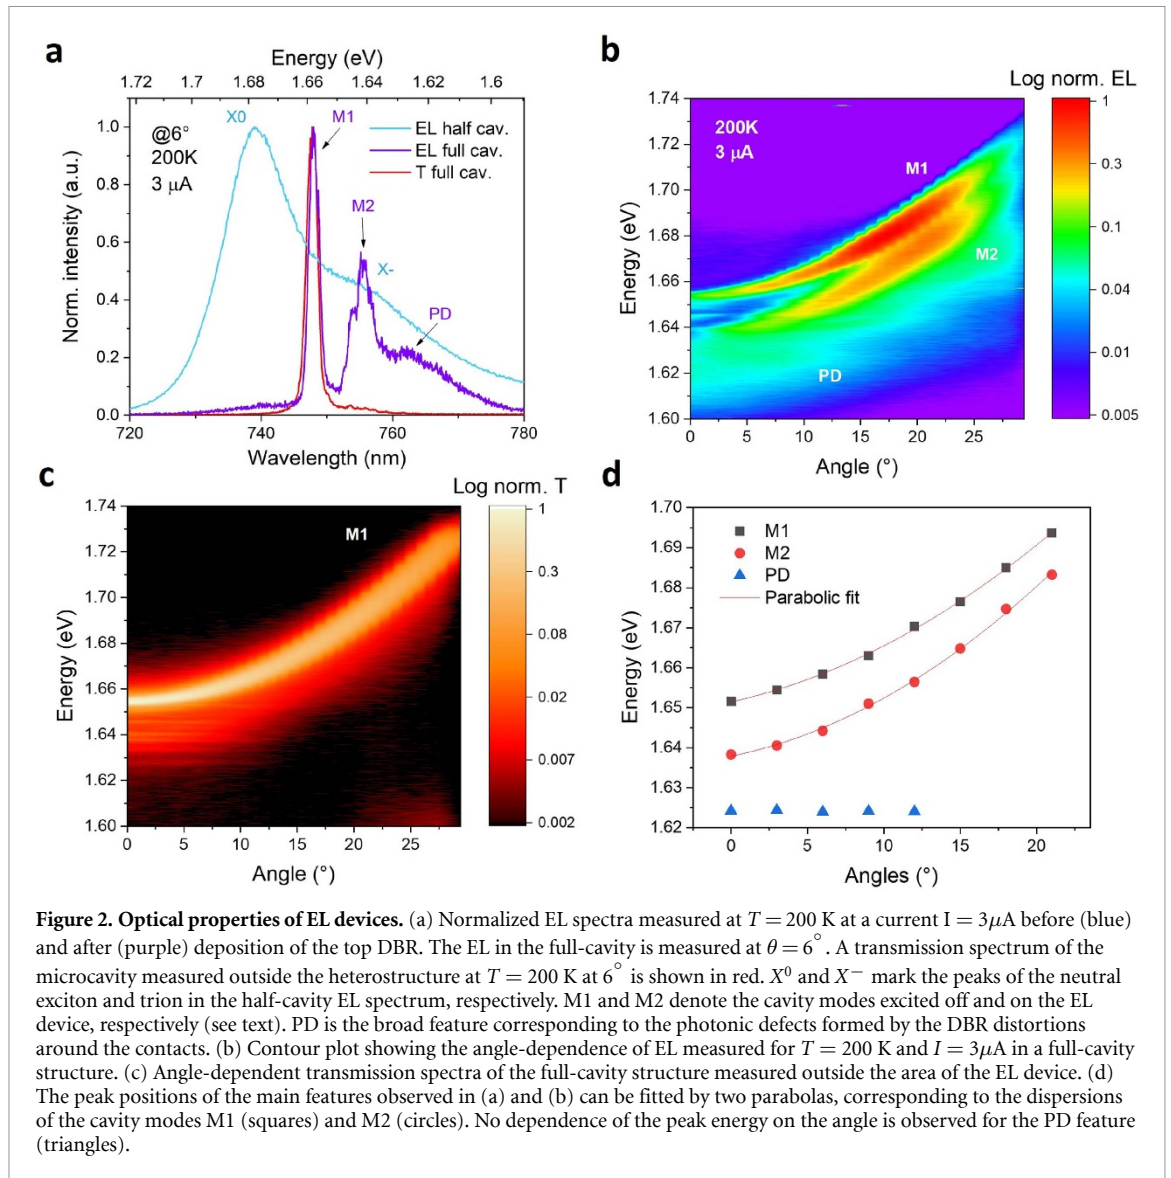 a
Energy (eV)
1.72 1.7 1.68 1.66 1.64 1.62 1.6
X0
M1
@6°
200K
3 μA
EL half cav.
EL full cav.
T full cav.
M2
X-
PD
Norm. intensity (a.u.)
1.0
0.8
0.6
0.4
0.2
0.0
720 740 760 780
Wavelength (nm)
b
Log norm. EL
200K
3 μA
M1
M2
PD
Energy (eV)
1.74
1.72
1.70
1.68
1.66
1.64
1.62
1.60
0 5 10 15 20 25
Angle (°)
1
0.3
0.1
0.04
0.01
0.005
c
Log norm. T
M1
Energy (eV)
1.74
1.72
1.70
1.68
1.66
1.64
1.62
1.60
0 5 10 15 20 25
Angle (°)
1
0.3
0.08
0.02
0.007
0.002
d
M1
M2
PD
Parabolic fit
Energy (eV)
1.70
1.69
1.68
1.67
1.66
1.65
1.64
1.63
1.62
0 5 10 15 20
Angles (°)
Figure 2. Optical properties of EL devices. (a) Normalized EL spectra measured at T = 200 K at a current I = 3μA before (blue)
and after (purple) deposition of the top DBR. The EL in the full-cavity is measured at θ = 6°. A transmission spectrum of the
microcavity measured outside the heterostructure at T = 200 K at 6° is shown in red. X⁰ and X⁻ mark the peaks of the neutral
exciton and trion in the half-cavity EL spectrum, respectively. M1 and M2 denote the cavity modes excited off and on the EL
device, respectively (see text). PD is the broad feature corresponding to the photonic defects formed by the DBR distortions
around the contacts. (b) Contour plot showing the angle-dependence of EL measured for T = 200 K and I = 3μA in a full-cavity
structure. (c) Angle-dependent transmission spectra of the full-cavity structure measured outside the area of the EL device. (d)
The peak positions of the main features observed in (a) and (b) can be fitted by two parabolas, corresponding to the dispersions
of the cavity modes M1 (squares) and M2 (circles). No dependence of the peak energy on the angle is observed for the PD feature
(triangles).